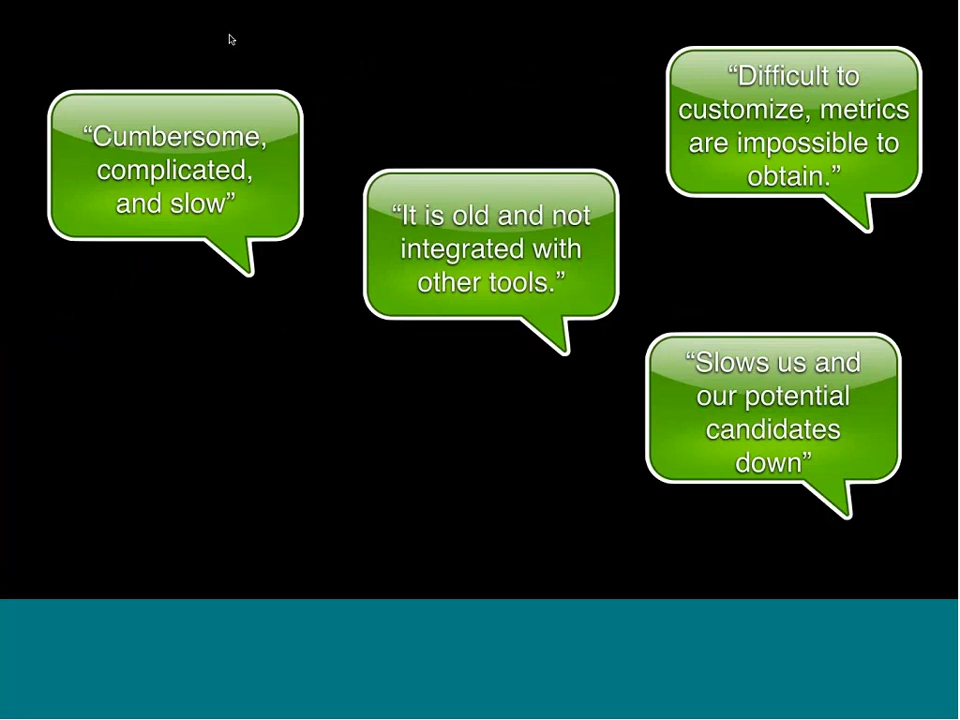 “Cumbersome,
complicated,
and slow”
“It is old and not
integrated with
other tools.”
“Difficult to
customize, metrics
are impossible to
obtain.”
“Slows us and
our potential
candidates
down”